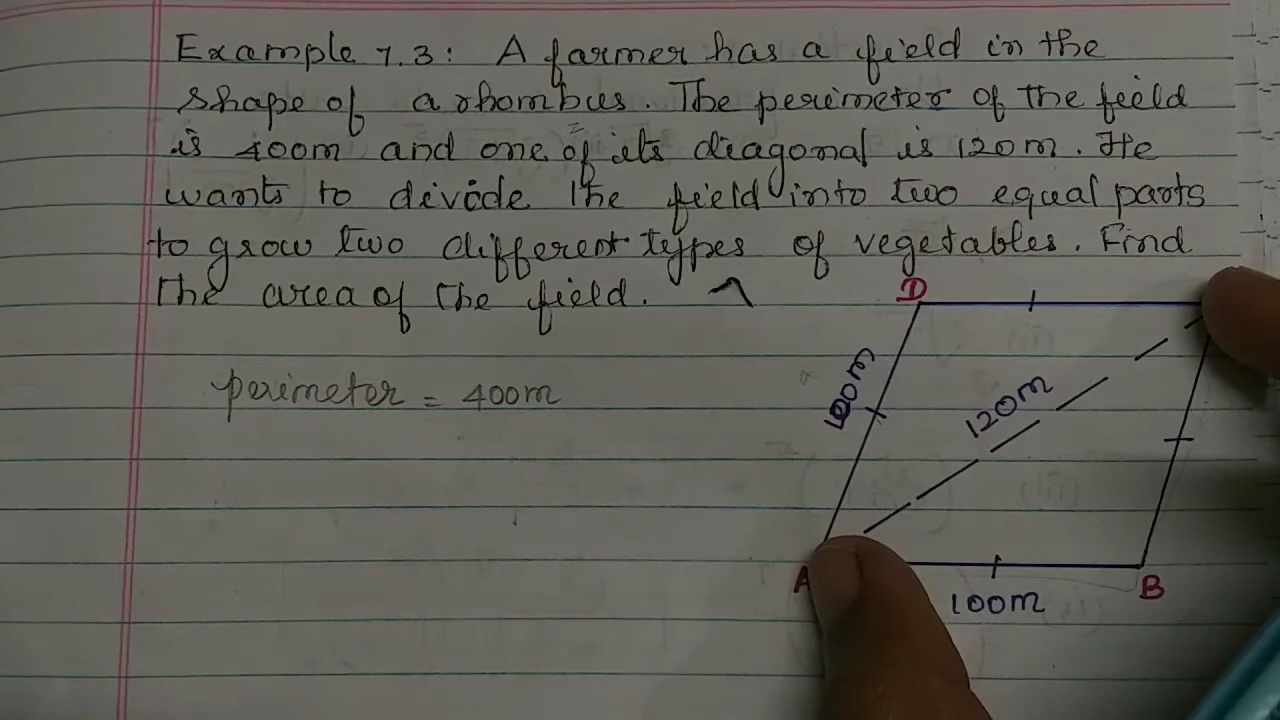 Example 7.3: A farmer has a field in the
shape of a rhombus. The perimeter of the field
is 400m and one of its diagonal is 120m. He
wants to divide the field into two equal parts
to grow two different types of vegetables. Find
the area of the field.
D
perimeter = 400m
100m
120m
A
B
100m